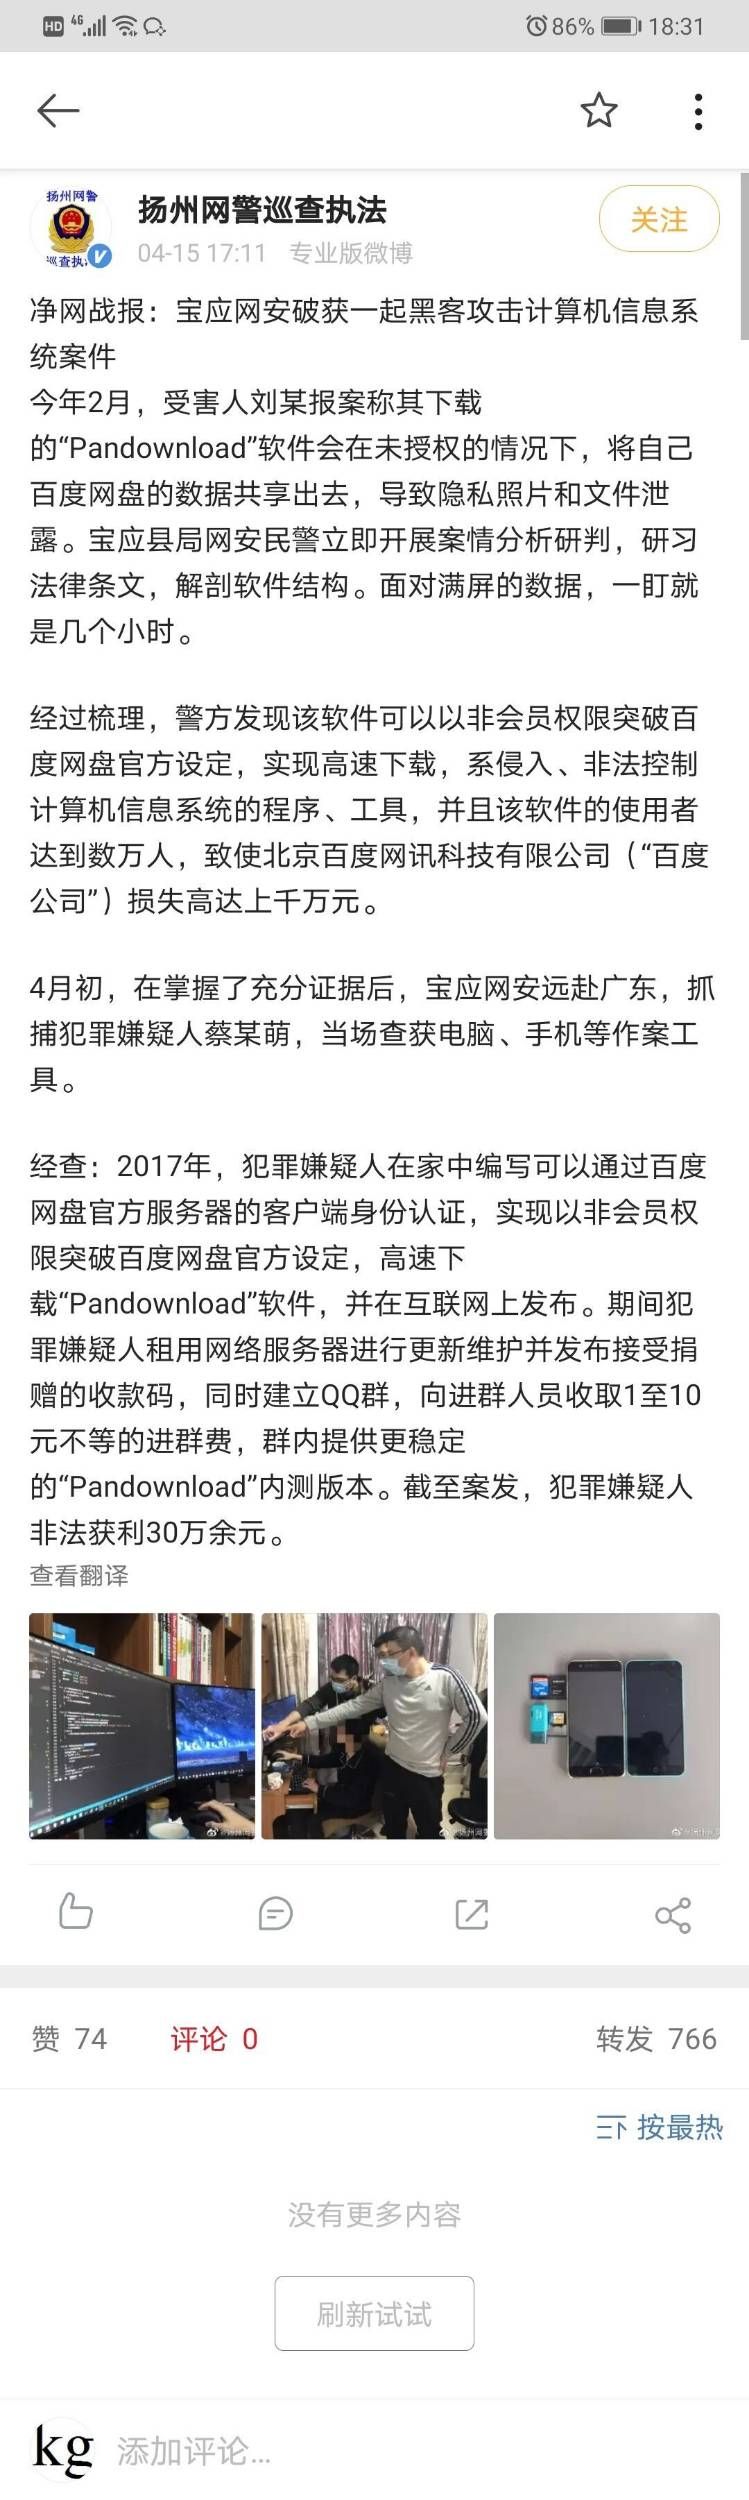 HD 4G 86% 18:31
扬州网警
巡查执
扬州网警巡查执法
关注
04-15 17:11 专业版微博
净网战报：宝应网安破获一起黑客攻击计算机信息系
统案件
今年2月，受害人刘某报案称其下载
的“Pandownload”软件会在未授权的情况下，将自己
百度网盘的数据共享出去，导致隐私照片和文件泄
露。宝应县局网安民警立即开展案情分析研判，研习
法律条文，解剖软件结构。面对满屏的数据，一盯就
是几个小时。
经过梳理，警方发现该软件可以以非会员权限突破百
度网盘官方设定，实现高速下载，系侵入、非法控制
计算机信息系统的程序、工具，并且该软件的使用者
达到数万人，致使北京百度网讯科技有限公司（“百度
公司”）损失高达上千万元。
4月初，在掌握了充分证据后，宝应网安远赴广东，抓
捕犯罪嫌疑人蔡某萌，当场查获电脑、手机等作案工
具。
经查：2017年，犯罪嫌疑人在家中编写可以通过百度
网盘官方服务器的客户端身份认证，实现以非会员权
限突破百度网盘官方设定，高速下
载“Pandownload”软件，并在互联网上发布。期间犯
罪嫌疑人租用网络服务器进行更新维护并发布接受捐
赠的收款码，同时建立QQ群，向进群人员收取1至10
元不等的进群费，群内提供更稳定
的“Pandownload”内测版本。截至案发，犯罪嫌疑人
非法获利30万余元。
查看翻译
赞 74 评论 0 转发 766
按最热
没有更多内容
刷新试试
kg 添加评论...